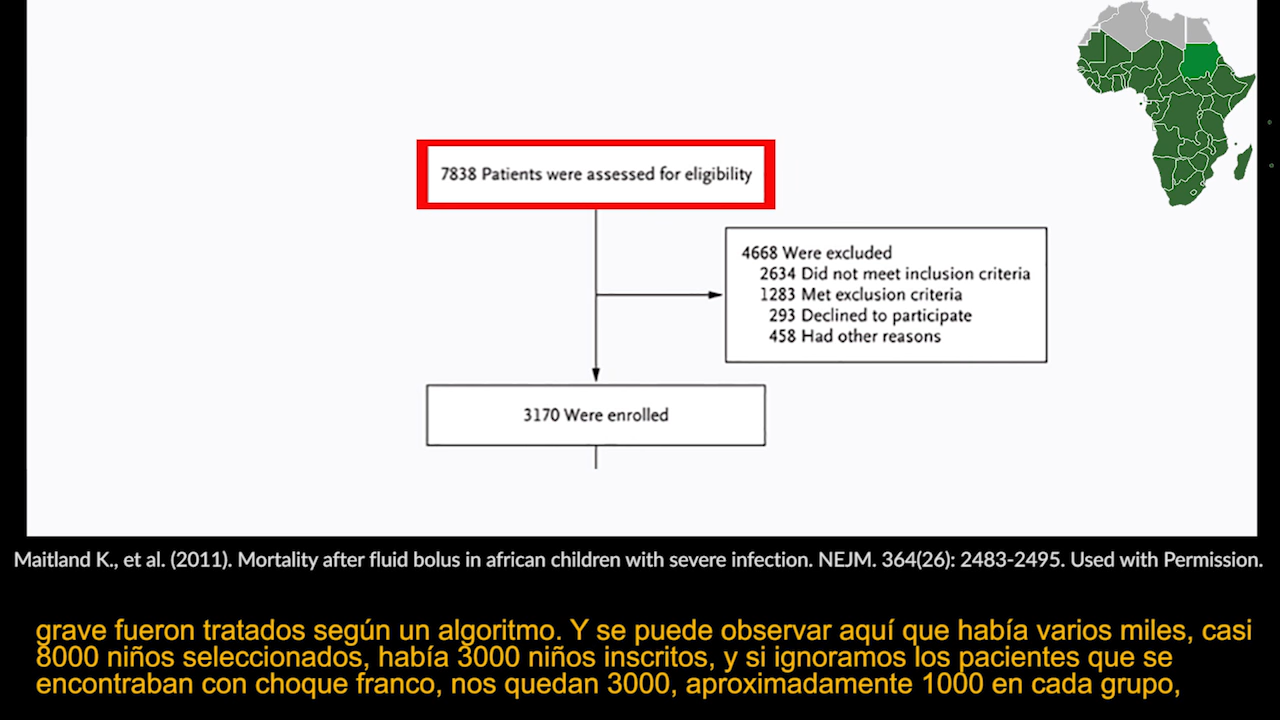 7838 Patients were assessed for eligibility
4668 Were excluded
2634 Did not meet inclusion criteria
1283 Met exclusion criteria
293 Declined to participate
458 Had other reasons
3170 Were enrolled
Maitland K., et al. (2011). Mortality after fluid bolus in african children with severe infection. NEJM. 364(26): 2483-2495. Used with Permission.
grave fueron tratados según un algoritmo. Y se puede observar aquí que había varios miles, casi
8000 niños seleccionados, había 3000 niños inscritos, y si ignoramos los pacientes que se
encontraban con choque franco, nos quedan 3000, aproximadamente 1000 en cada grupo,